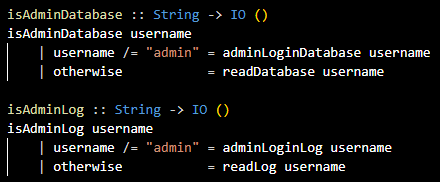 isAdminDatabase :: String -> IO ()
isAdminDatabase username
    | username /= "admin" = adminLoginDatabase username
    | otherwise           = readDatabase username

isAdminLog :: String -> IO ()
isAdminLog username
    | username /= "admin" = adminLoginLog username
    | otherwise           = readLog username